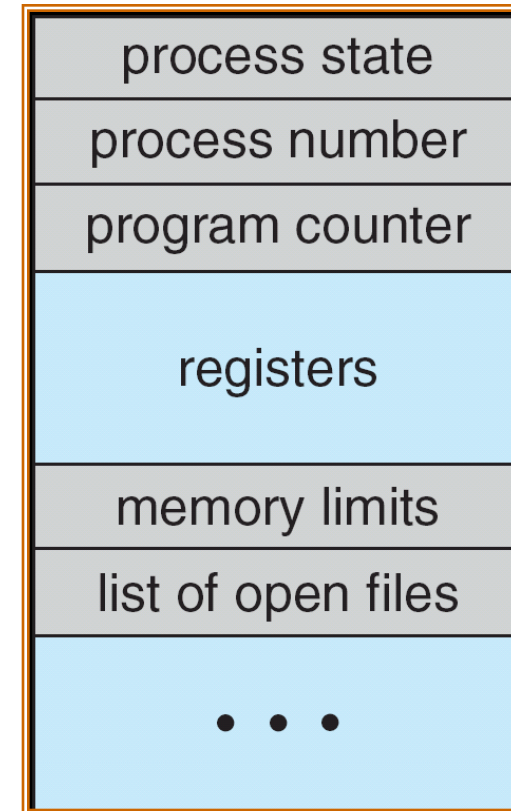 process state
process number
program counter
registers
memory limits
list of open files
• • •